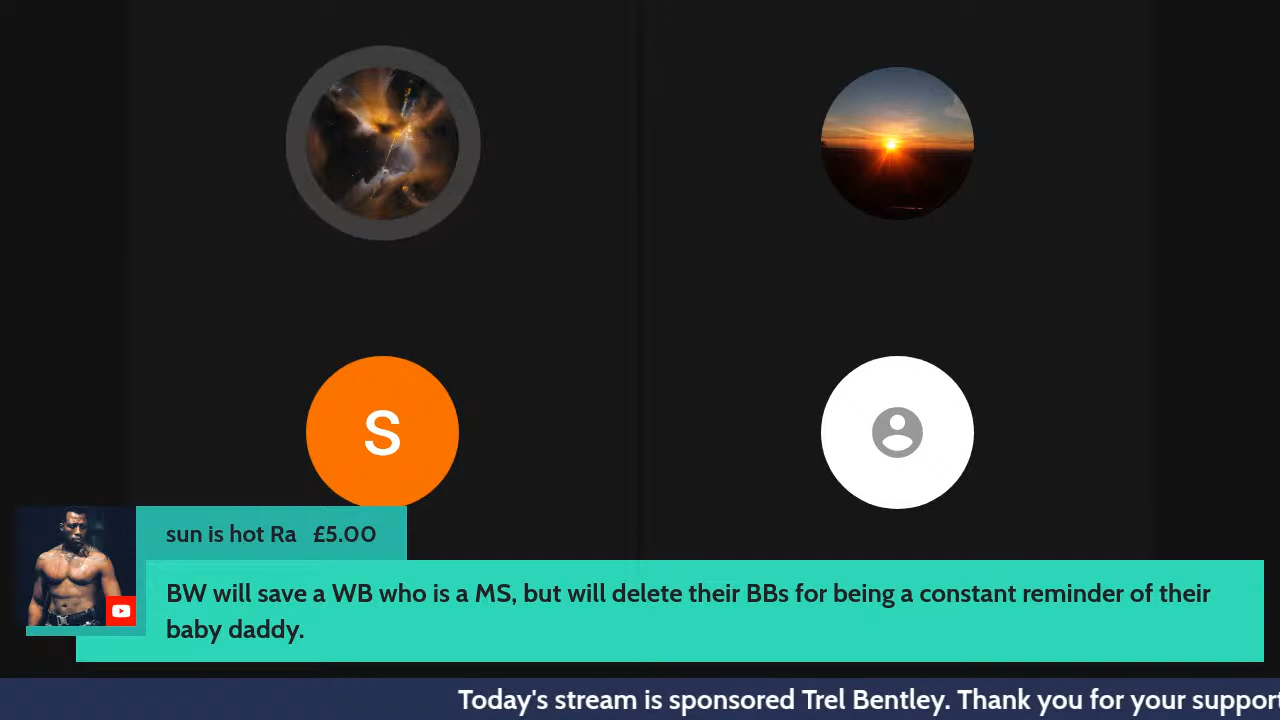 S
sun is hot Ra £5.00
BW will save a WB who is a MS, but will delete their BBs for being a constant reminder of their
baby daddy.
Today's stream is sponsored Trel Bentley. Thank you for your support